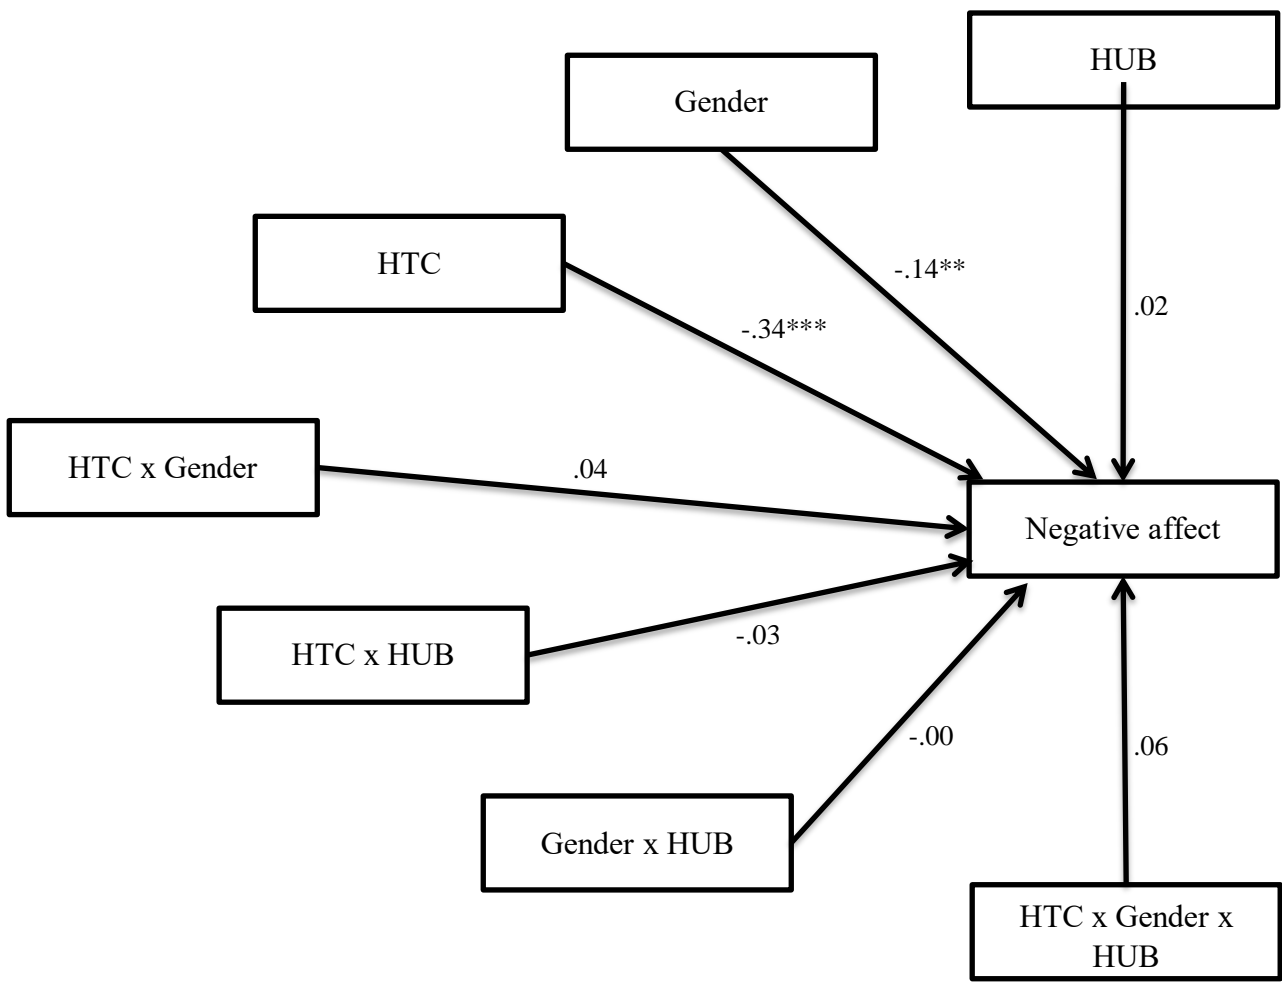 HUB
Gender
HTC
-.14**
.02
-.34***
HTC x Gender
.04
Negative affect
HTC x HUB
-.03
-.00
.06
Gender x HUB
HTC x Gender x
HUB